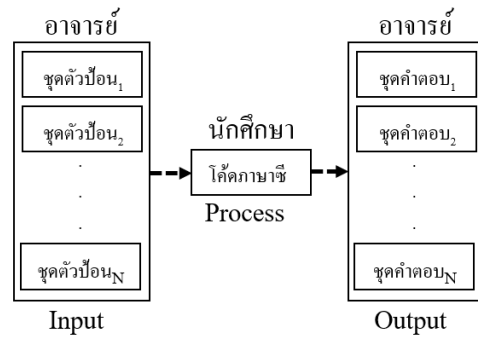 อาจารย์
ชุดตัวป้อน1
ชุดตัวป้อน2
.
.
.
ชุดตัวป้อนN
Input
นักศึกษา
โค้ดภาษาซี
Process
อาจารย์
ชุดคำตอบ1
ชุดคำตอบ2
.
.
.
ชุดคำตอบN
Output